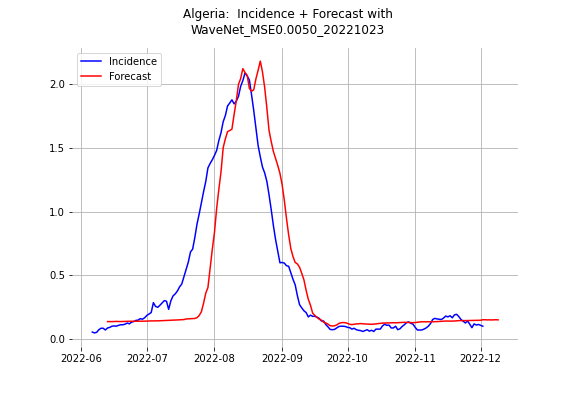 Algeria:  Incidence + Forecast with
WaveNet_MSE0.0050_20221023
Incidence
Forecast
2.0
1.5
1.0
0.5
0.0
2022-06 2022-07 2022-08 2022-09 2022-10 2022-11 2022-12